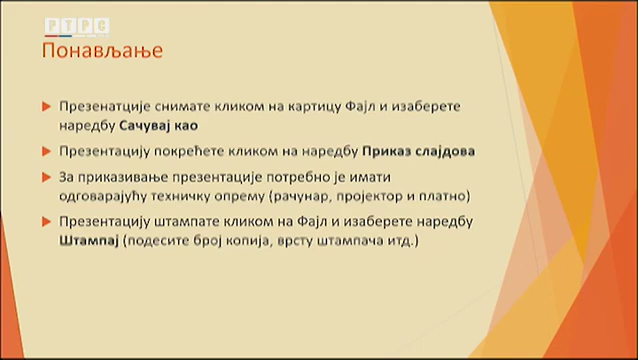 РТРС
Понављање
Презенатције снимате кликом на картицу Фајл и изаберете
наредбу Сачувај као
Презентацију покрећете кликом на наредбу Приказ слајдова
За приказивање презентације потребно је имати
одговарајућу техничку опрему (рачунар, пројектор и платно)
Презентацију штампате кликом на Фајл и изаберете наредбу
Штампај (подесите број копија, врсту штампача итд.)